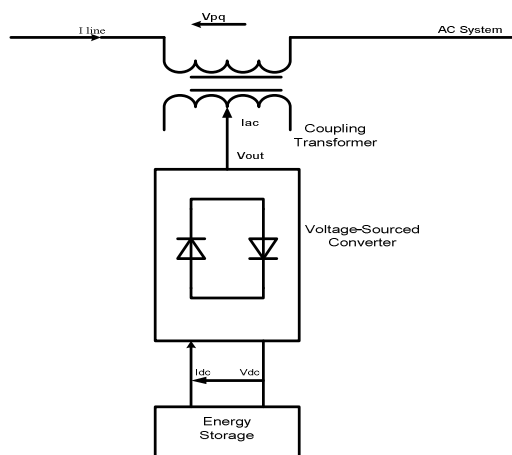 Vpq
I line
AC System
Iac
Coupling
Transformer
Vout
Voltage-Sourced
Converter
Idc
Vdc
Energy
Storage